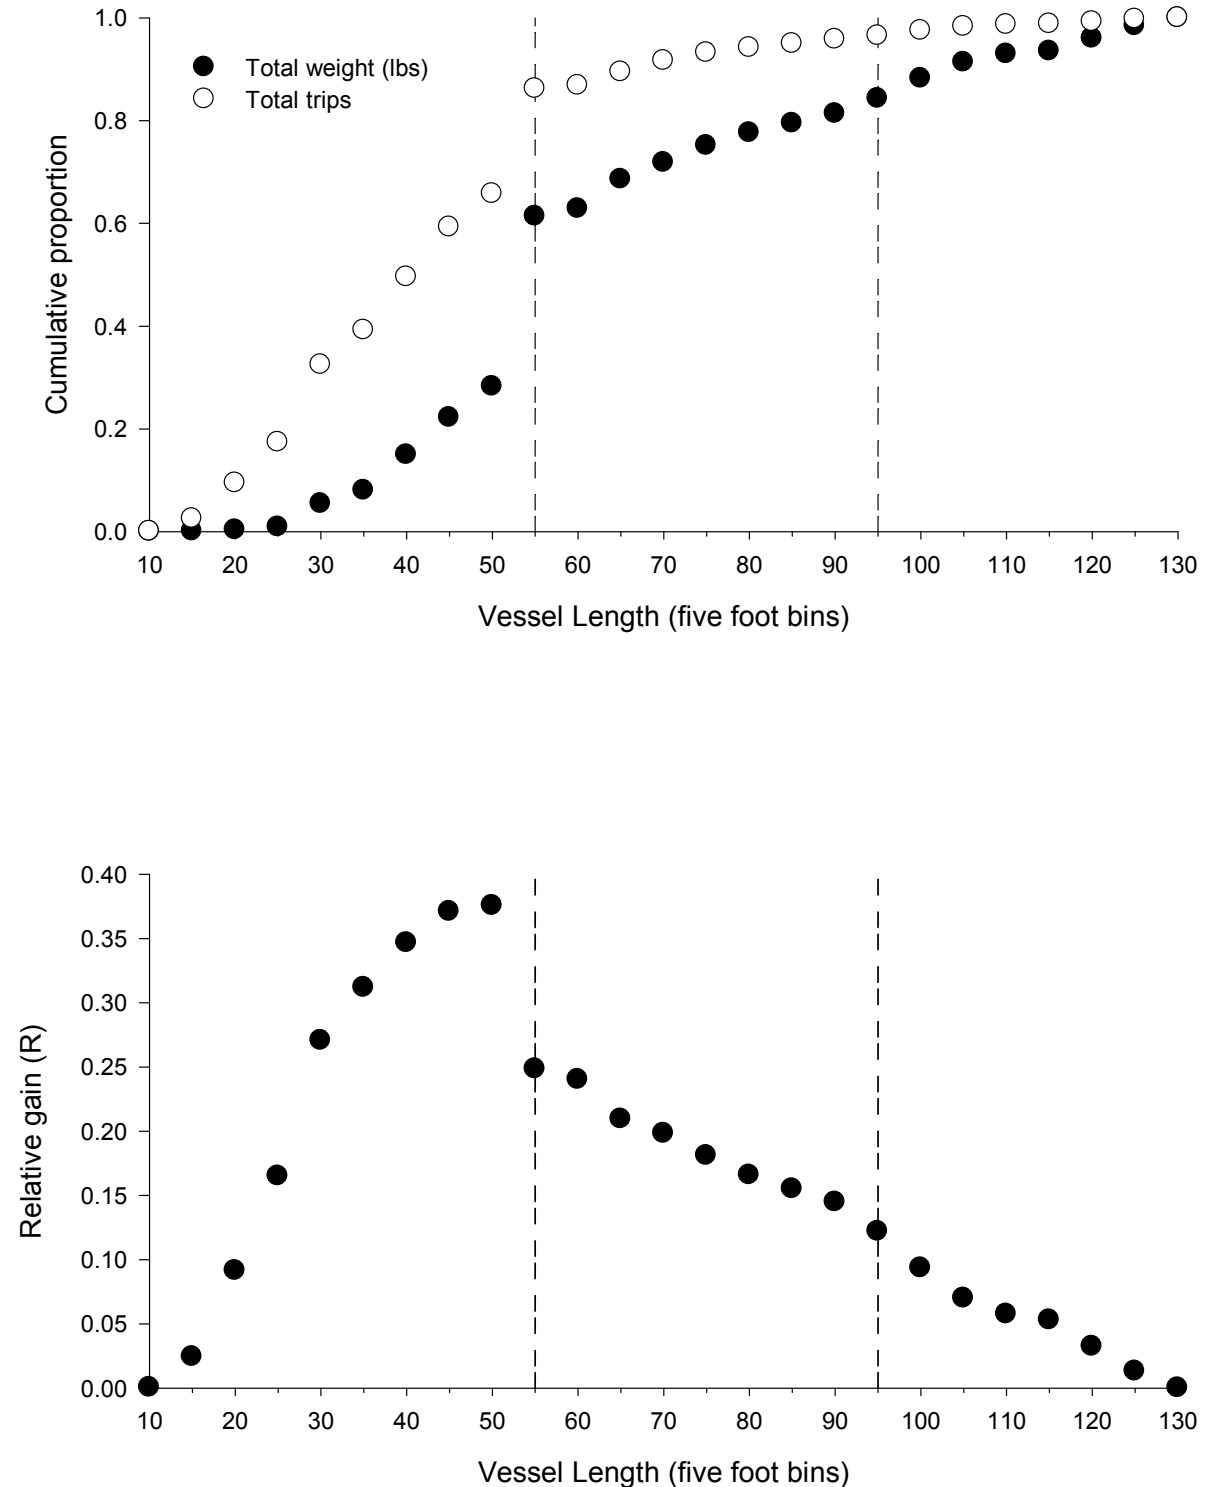 1.0
0.8
0.6
0.4
0.2
0.0
Cumulative proportion
Total weight (lbs)
Total trips
10 20 30 40 50 60 70 80 90 100 110 120 130
Vessel Length (five foot bins)
0.40
0.35
0.30
0.25
0.20
0.15
0.10
0.05
0.00
Relative gain (R)
10 20 30 40 50 60 70 80 90 100 110 120 130
Vessel Length (five foot bins)